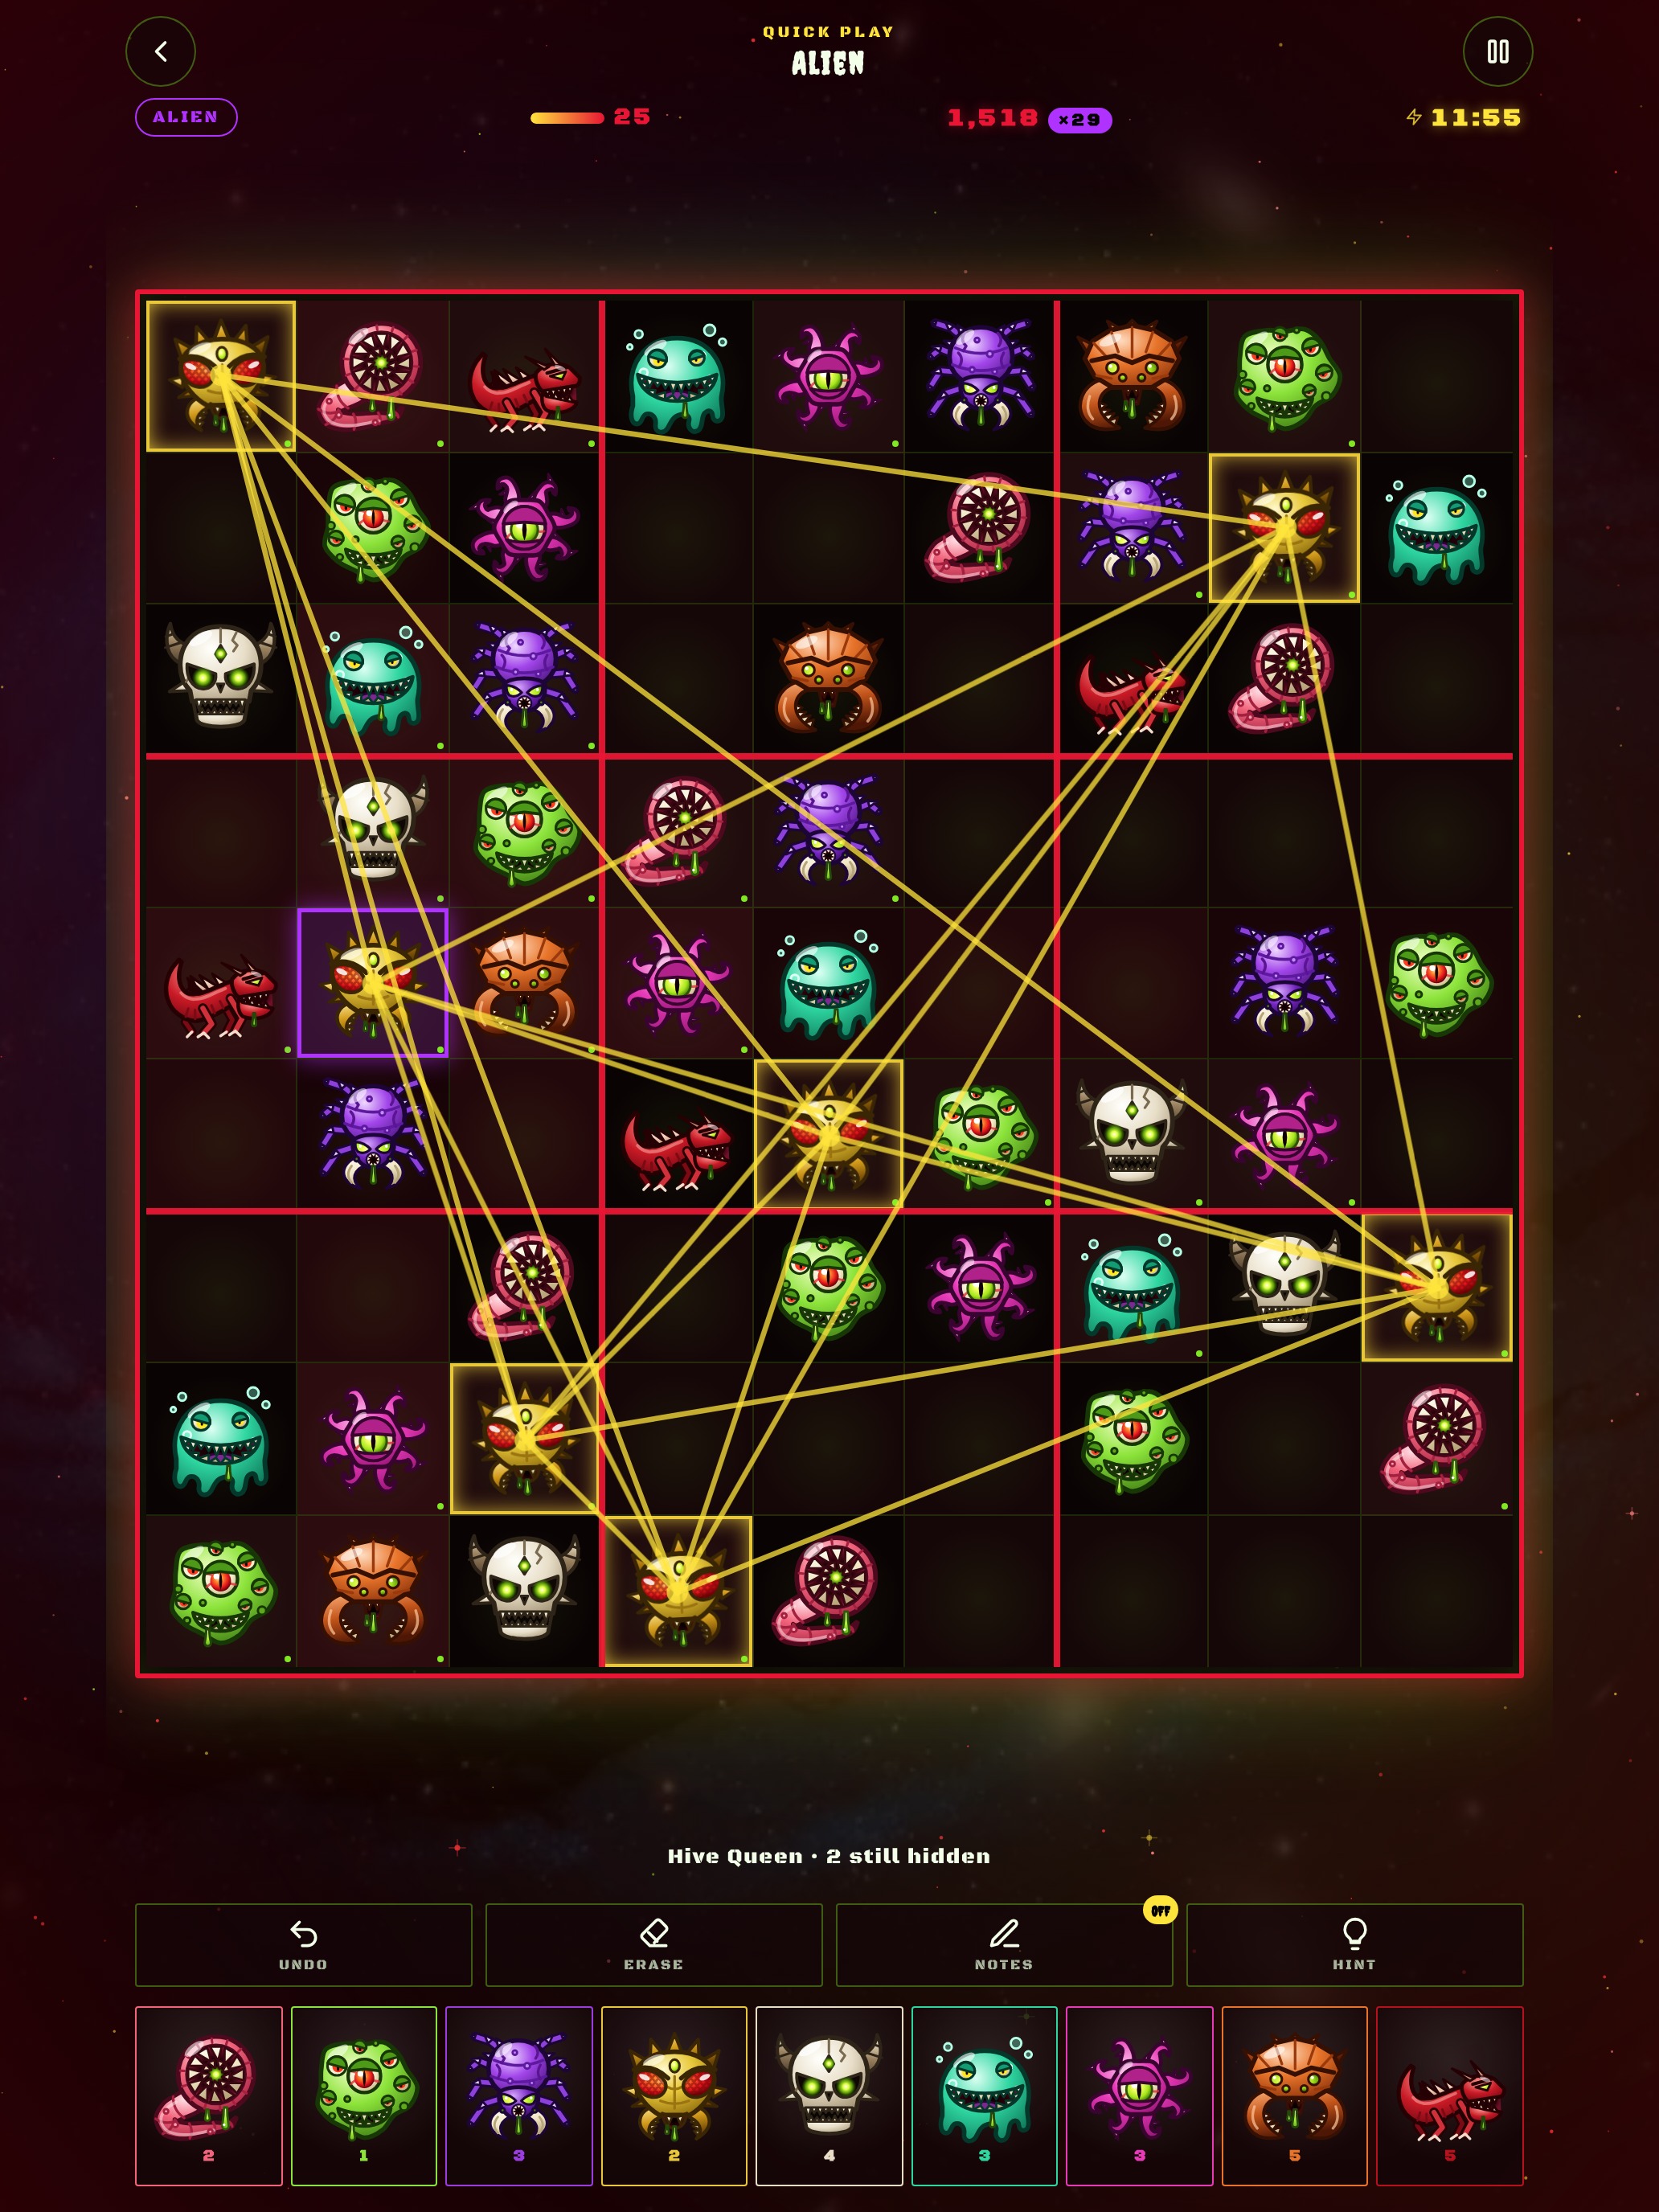 QUICK PLAY
ALIEN
ALIEN
25
1,518 ×29
11:55
Hive Queen · 2 still hidden
UNDO
ERASE
NOTES
OFF
HINT
2
1
3
2
4
3
3
5
5